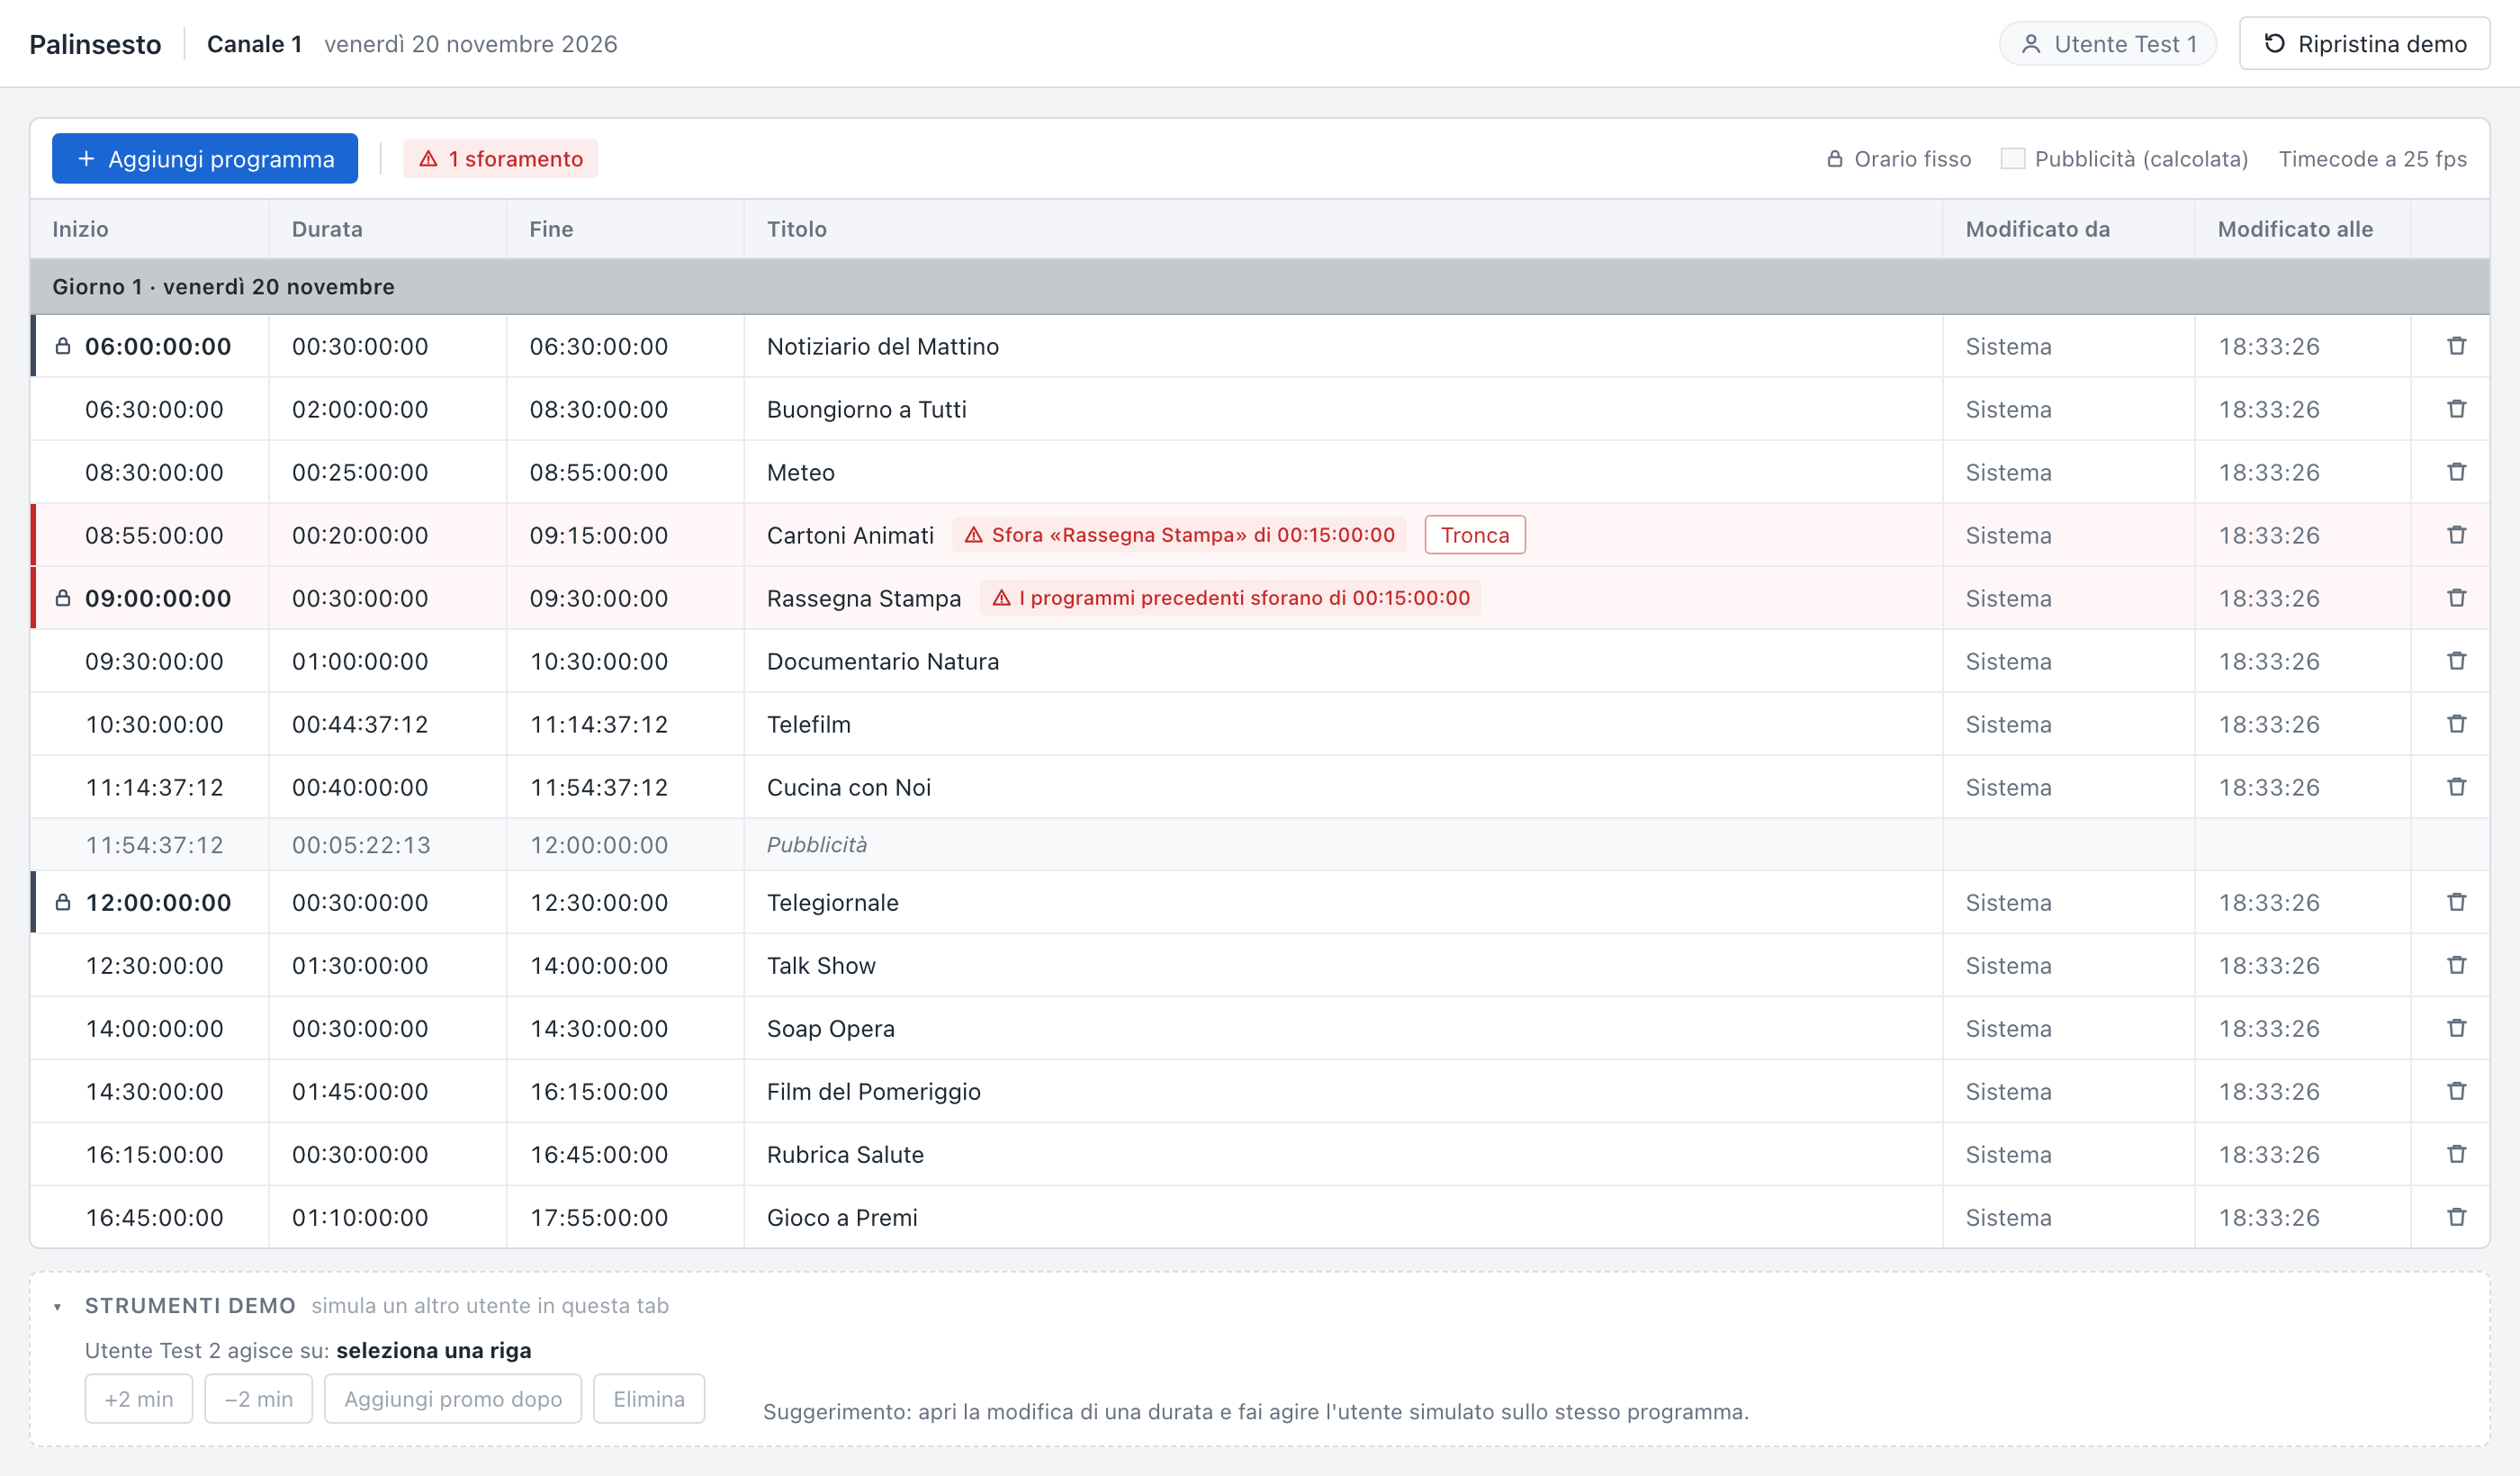 Palinsesto Canale 1 venerdì 20 novembre 2026 Utente Test 1 Ripristina demo
+ Aggiungi programma 1 sforamento Orario fisso Pubblicità (calcolata) Timecode a 25 fps
Inizio Durata Fine Titolo Modificato da Modificato alle
Giorno 1 · venerdì 20 novembre
06:00:00:00 00:30:00:00 06:30:00:00 Notiziario del Mattino Sistema 18:33:26
06:30:00:00 02:00:00:00 08:30:00:00 Buongiorno a Tutti Sistema 18:33:26
08:30:00:00 00:25:00:00 08:55:00:00 Meteo Sistema 18:33:26
08:55:00:00 00:20:00:00 09:15:00:00 Cartoni Animati Sfora «Rassegna Stampa» di 00:15:00:00 Tronca Sistema 18:33:26
09:00:00:00 00:30:00:00 09:30:00:00 Rassegna Stampa I programmi precedenti sforano di 00:15:00:00 Sistema 18:33:26
09:30:00:00 01:00:00:00 10:30:00:00 Documentario Natura Sistema 18:33:26
10:30:00:00 00:44:37:12 11:14:37:12 Telefilm Sistema 18:33:26
11:14:37:12 00:40:00:00 11:54:37:12 Cucina con Noi Sistema 18:33:26
11:54:37:12 00:05:22:13 12:00:00:00 Pubblicità
12:00:00:00 00:30:00:00 12:30:00:00 Telegiornale Sistema 18:33:26
12:30:00:00 01:30:00:00 14:00:00:00 Talk Show Sistema 18:33:26
14:00:00:00 00:30:00:00 14:30:00:00 Soap Opera Sistema 18:33:26
14:30:00:00 01:45:00:00 16:15:00:00 Film del Pomeriggio Sistema 18:33:26
16:15:00:00 00:30:00:00 16:45:00:00 Rubrica Salute Sistema 18:33:26
16:45:00:00 01:10:00:00 17:55:00:00 Gioco a Premi Sistema 18:33:26
STRUMENTI DEMO simula un altro utente in questa tab
Utente Test 2 agisce su: seleziona una riga
+2 min −2 min Aggiungi promo dopo Elimina Suggerimento: apri la modifica di una durata e fai agire l'utente simulato sullo stesso programma.